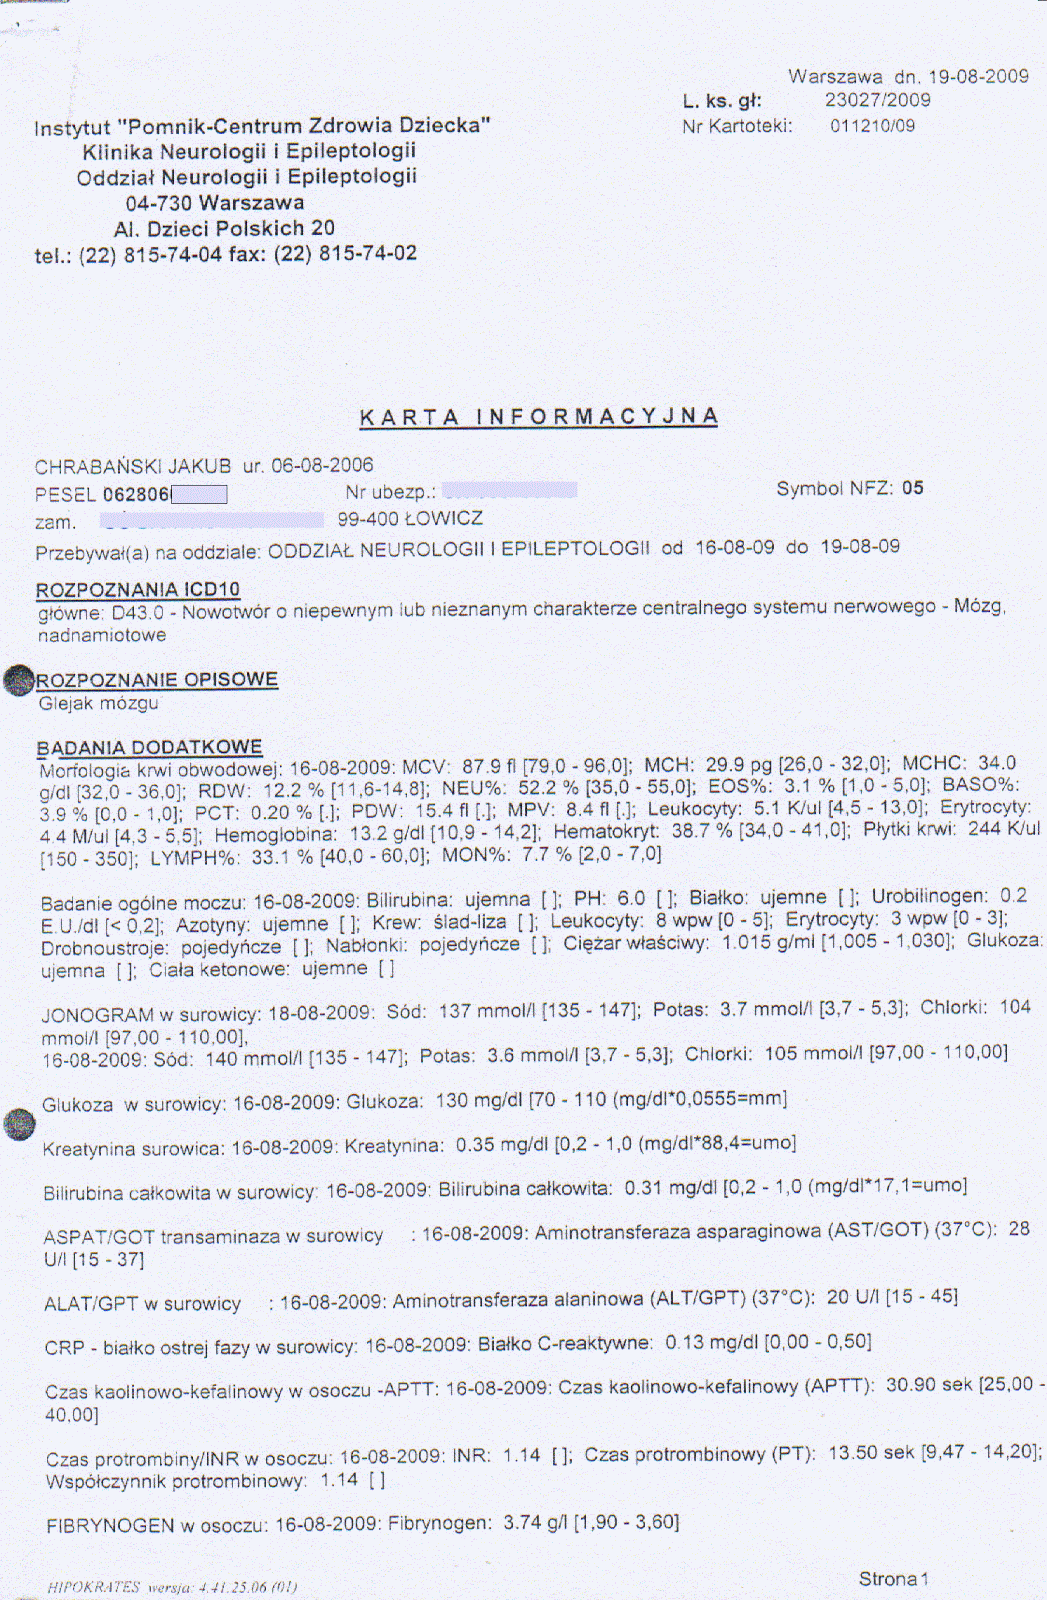 Warszawa dn. 19-08-2009
L. ks. gł: 23027/2009
Nr Kartoteki: 011210/09
Instytut "Pomnik-Centrum Zdrowia Dziecka"
Klinika Neurologii i Epileptologii
Oddział Neurologii i Epileptologii
04-730 Warszawa
Al. Dzieci Polskich 20
tel.: (22) 815-74-04 fax: (22) 815-74-02
KARTA INFORMACYJNA
CHRABAŃSKI JAKUB ur. 06-08-2006
PESEL 062806 Nr ubezp.: Symbol NFZ: 05
zam. 99-400 ŁOWICZ
Przebywał(a) na oddziale: ODDZIAŁ NEUROLOGII I EPILEPTOLOGII od 16-08-09 do 19-08-09
ROZPOZNANIA ICD10
główne: D43.0 - Nowotwór o niepewnym lub nieznanym charakterze centralnego systemu nerwowego - Mózg,
nadnamiotowe
ROZPOZNANIE OPISOWE
Glejak mózgu
BADANIA DODATKOWE
Morfologia krwi obwodowej: 16-08-2009: MCV: 87.9 fl [79,0 - 96,0]; MCH: 29.9 pg [26,0 - 32,0]; MCHC: 34.0
g/dl [32,0 - 36,0]; RDW: 12.2 % [11,6-14,8]; NEU%: 52.2 % [35,0 - 55,0]; EOS%: 3.1 % [1,0 - 5,0]; BASO%:
3.9 % [0,0 - 1,0]; PCT: 0.20 % [.]; PDW: 15.4 fl [.]; MPV: 8.4 fl [.]; Leukocyty: 5.1 K/ul [4,5 - 13,0]; Erytrocyty:
4.4 M/ul [4,3 - 5,5]; Hemoglobina: 13.2 g/dl [10,9 - 14,2]; Hematokryt: 38.7 % [34,0 - 41,0]; Płytki krwi: 244 K/ul
[150 - 350]; LYMPH%: 33.1 % [40,0 - 60,0]; MON%: 7.7 % [2,0 - 7,0]
Badanie ogólne moczu: 16-08-2009: Bilirubina: ujemna [ ]; PH: 6.0 [ ]; Białko: ujemne [ ]; Urobilinogen: 0.2
E.U./dl [< 0,2]; Azotyny: ujemne [ ]; Krew: ślad-liza [ ]; Leukocyty: 8 wpw [0 - 5]; Erytrocyty: 3 wpw [0 - 3];
Drobnoustroje: pojedyńcze [ ]; Nabłonki: pojedyńcze [ ]; Ciężar właściwy: 1.015 g/ml [1,005 - 1,030]; Glukoza:
ujemna [ ]; Ciała ketonowe: ujemne [ ]
JONOGRAM w surowicy: 18-08-2009: Sód: 137 mmol/l [135 - 147]; Potas: 3.7 mmol/l [3,7 - 5,3]; Chlorki: 104
mmol/l [97,00 - 110,00],
16-08-2009: Sód: 140 mmol/l [135 - 147]; Potas: 3.6 mmol/l [3,7 - 5,3]; Chlorki: 105 mmol/l [97,00 - 110,00]
Glukoza w surowicy: 16-08-2009: Glukoza: 130 mg/dl [70 - 110 (mg/dl*0,0555=mm]
Kreatynina surowica: 16-08-2009: Kreatynina: 0.35 mg/dl [0,2 - 1,0 (mg/dl*88,4=umo]
Bilirubina całkowita w surowicy: 16-08-2009: Bilirubina całkowita: 0.31 mg/dl [0,2 - 1,0 (mg/dl*17,1=umo]
ASPAT/GOT transaminaza w surowicy : 16-08-2009: Aminotransferaza asparaginowa (AST/GOT) (37°C): 28
U/l [15 - 37]
ALAT/GPT w surowicy : 16-08-2009: Aminotransferaza alaninowa (ALT/GPT) (37°C): 20 U/l [15 - 45]
CRP - białko ostrej fazy w surowicy: 16-08-2009: Białko C-reaktywne: 0.13 mg/dl [0,00 - 0,50]
Czas kaolinowo-kefalinowy w osoczu -APTT: 16-08-2009: Czas kaolinowo-kefalinowy (APTT): 30.90 sek [25,00 -
40,00]
Czas protrombiny/INR w osoczu: 16-08-2009: INR: 1.14 [ ]; Czas protrombinowy (PT): 13.50 sek [9,47 - 14,20];
Współczynnik protrombinowy: 1.14 [ ]
FIBRYNOGEN w osoczu: 16-08-2009: Fibrynogen: 3.74 g/l [1,90 - 3,60]
HIPOKRATES wersja: 4.41.25.06 (01)
Strona1